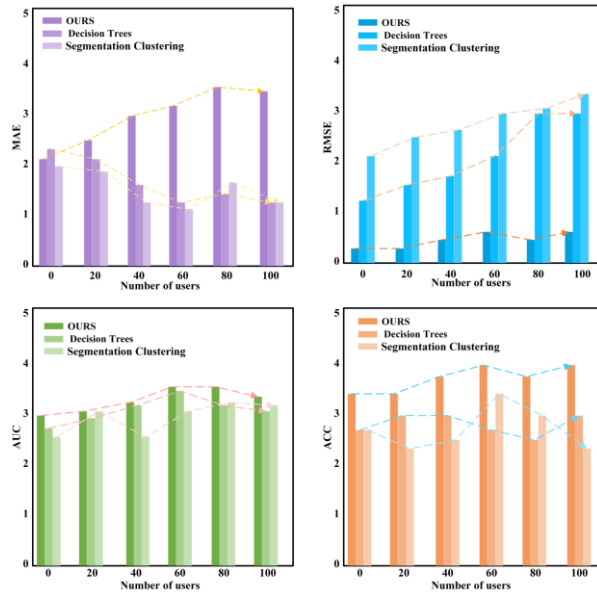 5
OURS
Decision Trees
Segmentation Clustering
4
3
MAE
2
1
0
0 20 40 60 80 100
Number of users
5
OURS
Decision Trees
Segmentation Clustering
4
3
RMSE
2
1
0
0 20 40 60 80 100
Number of users
5
OURS
Decision Trees
Segmentation Clustering
4
3
AUC
2
1
0
0 20 40 60 80 100
Number of users
5
OURS
Decision Trees
Segmentation Clustering
4
3
ACC
2
1
0
0 20 40 60 80 100
Number of users